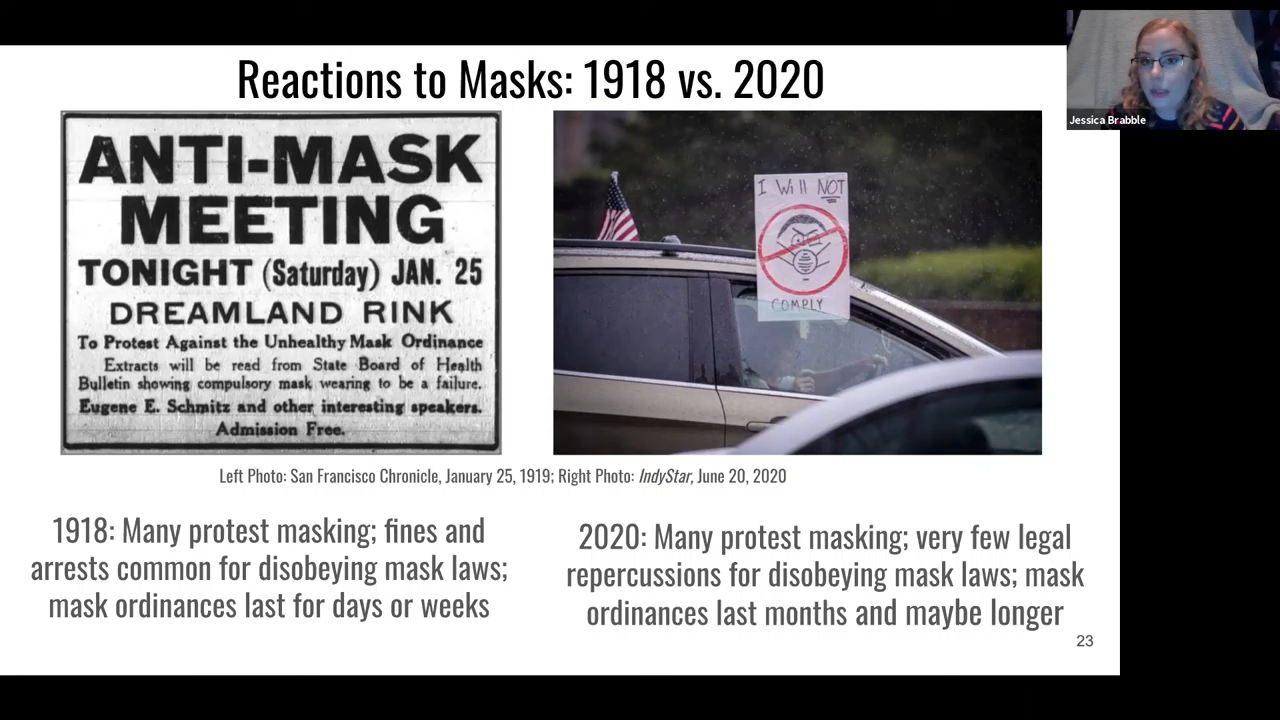 Reactions to Masks: 1918 vs. 2020
Jessica Brabble
ANTI-MASK
MEETING
TONIGHT (Saturday) JAN. 25
DREAMLAND RINK
To Protest Against the Unhealthy Mask Ordinance
Extracts will be read from State Board of Health
Bulletin showing compulsory mask wearing to be a failure.
Eugene E. Schmitz and other interesting speakers.
Admission Free.
I Will NOT
COMPLY
Left Photo: San Francisco Chronicle, January 25, 1919; Right Photo: IndyStar, June 20, 2020
1918: Many protest masking; fines and
arrests common for disobeying mask laws;
mask ordinances last for days or weeks
2020: Many protest masking; very few legal
repercussions for disobeying mask laws; mask
ordinances last months and maybe longer
23